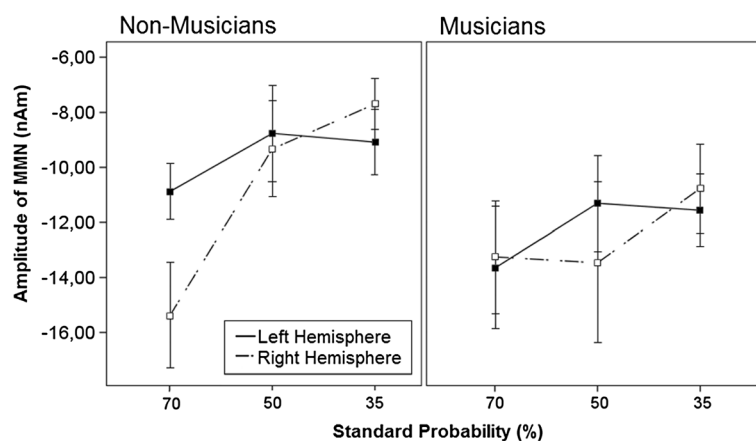 Non-Musicians
Musicians
Amplitude of MMN (nAm)
-6,00
-8,00
-10,00
-12,00
-14,00
-16,00
Left Hemisphere
Right Hemisphere
70 50 35 70 50 35
Standard Probability (%)